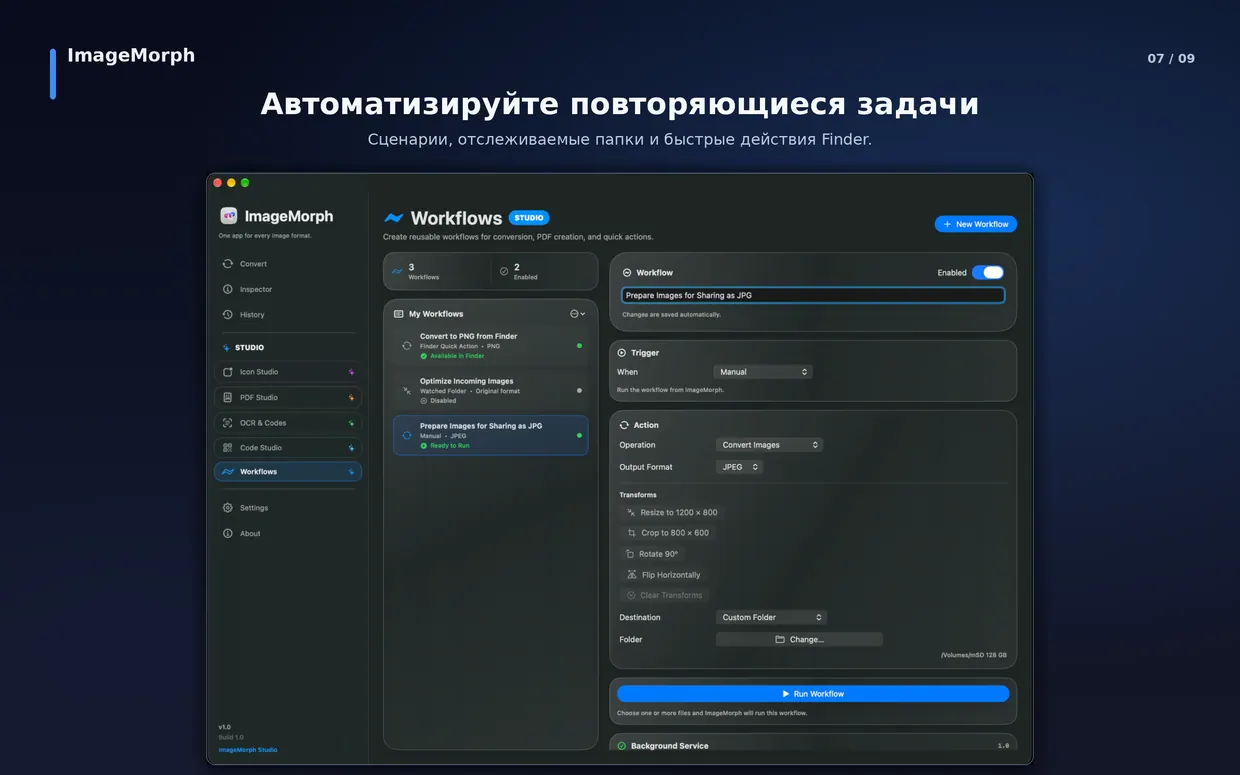 ImageMorph
07 / 09
Автоматизируйте повторяющиеся задачи
Сценарии, отслеживаемые папки и быстрые действия Finder.
ImageMorph
One app for every image format.
Convert
Inspector
History
STUDIO
Icon Studio
PDF Studio
OCR & Codes
Code Studio
Workflows
Settings
About
v1.0
Build 1.0
ImageMorph Studio
Workflows STUDIO
Create reusable workflows for conversion, PDF creation, and quick actions.
+ New Workflow
3
Workflows
2
Enabled
My Workflows
Convert to PNG from Finder
Finder Quick Action • PNG
Available in Finder
Optimize Incoming Images
Watched Folder • Original format
Disabled
Prepare Images for Sharing as JPG
Manual • JPEG
Ready to Run
Workflow
Enabled
Prepare Images for Sharing as JPG
Changes are saved automatically.
Trigger
When Manual
Run the workflow from ImageMorph.
Action
Operation Convert Images
Output Format JPEG
Transforms
Resize to 1200 × 800
Crop to 800 × 600
Rotate 90°
Flip Horizontally
Clear Transforms
Destination Custom Folder
Folder Change...
/Volumes/mSD 128 GB
Run Workflow
Choose one or more files and ImageMorph will run this workflow.
Background Service 1.0